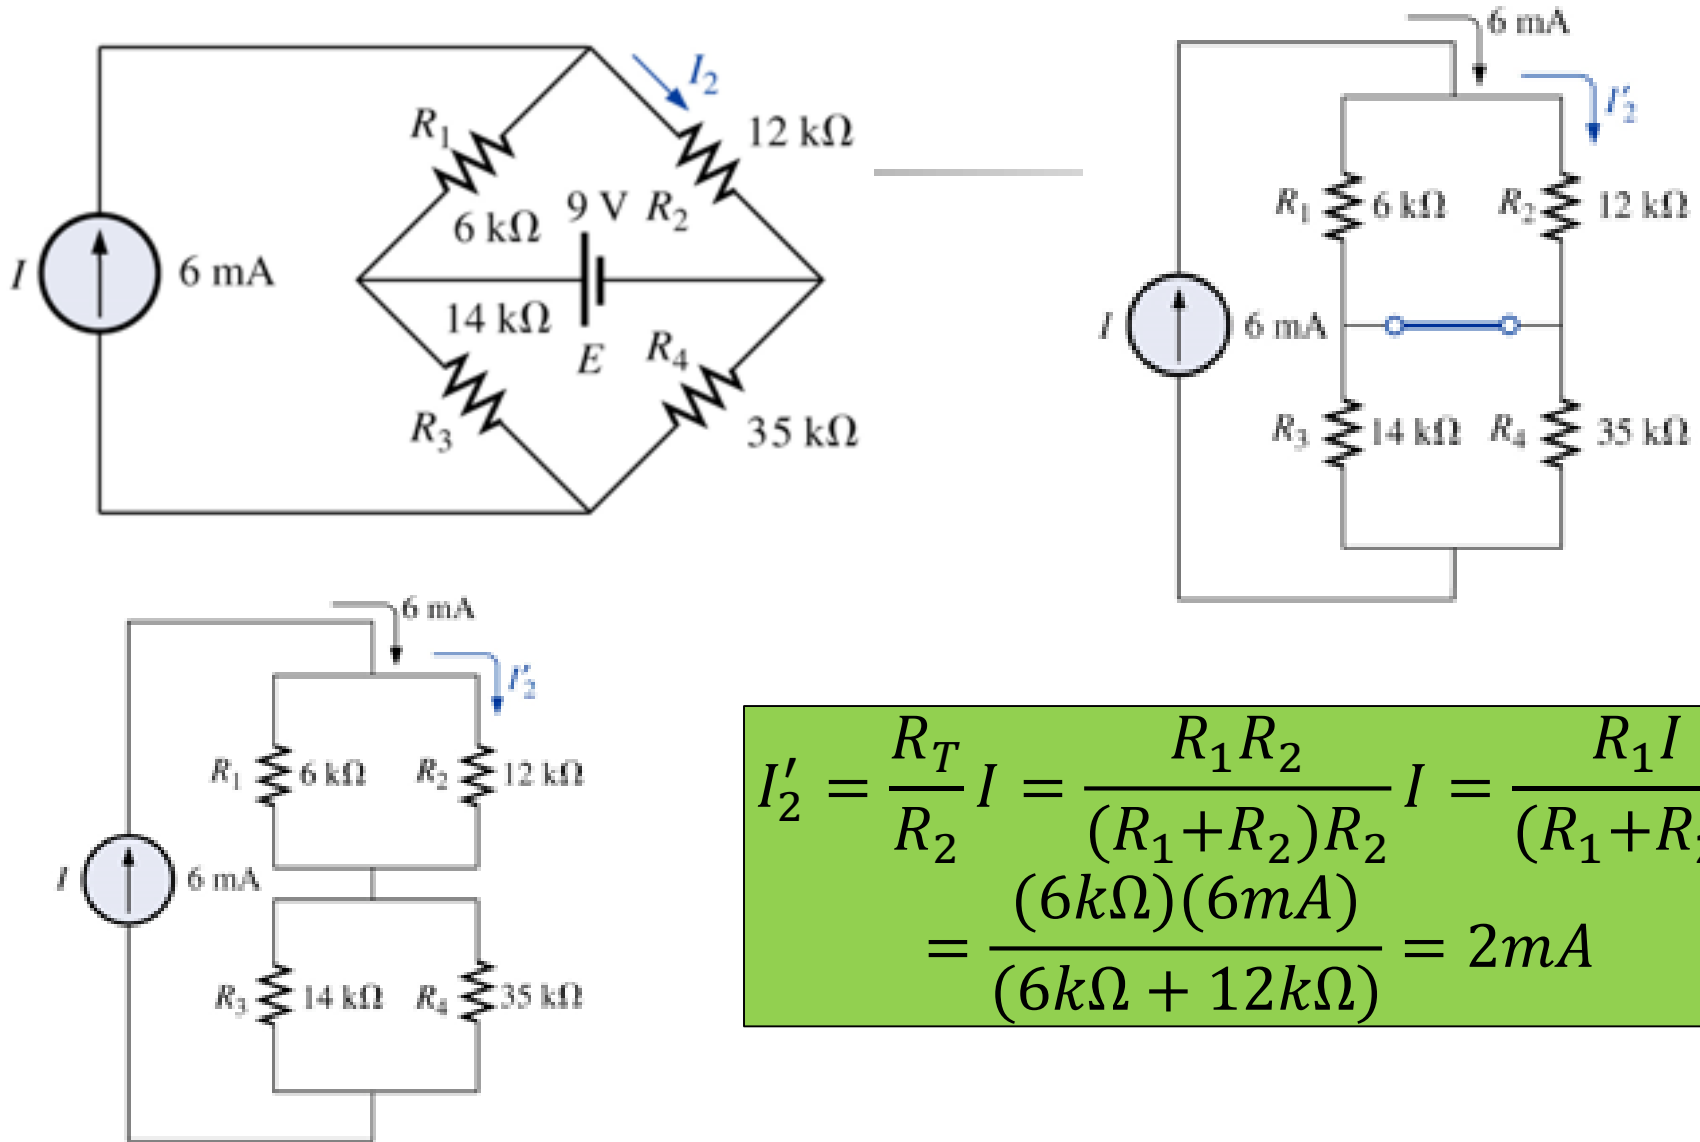 I₂
R₁
12 kΩ
9 V R₂
6 kΩ
I 6 mA
14 kΩ
E R₄
R₃
35 kΩ
6 mA
I′₂
R₁ 6 kΩ R₂ 12 kΩ
I 6 mA
R₃ 14 kΩ R₄ 35 kΩ
6 mA
I′₂
R₁ 6 kΩ R₂ 12 kΩ
I 6 mA
R₃ 14 kΩ R₄ 35 kΩ
I′₂ = R_T/R₂ I = R₁R₂/((R₁+R₂)R₂) I = R₁I/(R₁+R₂
= (6kΩ)(6mA)/(6kΩ + 12kΩ) = 2mA